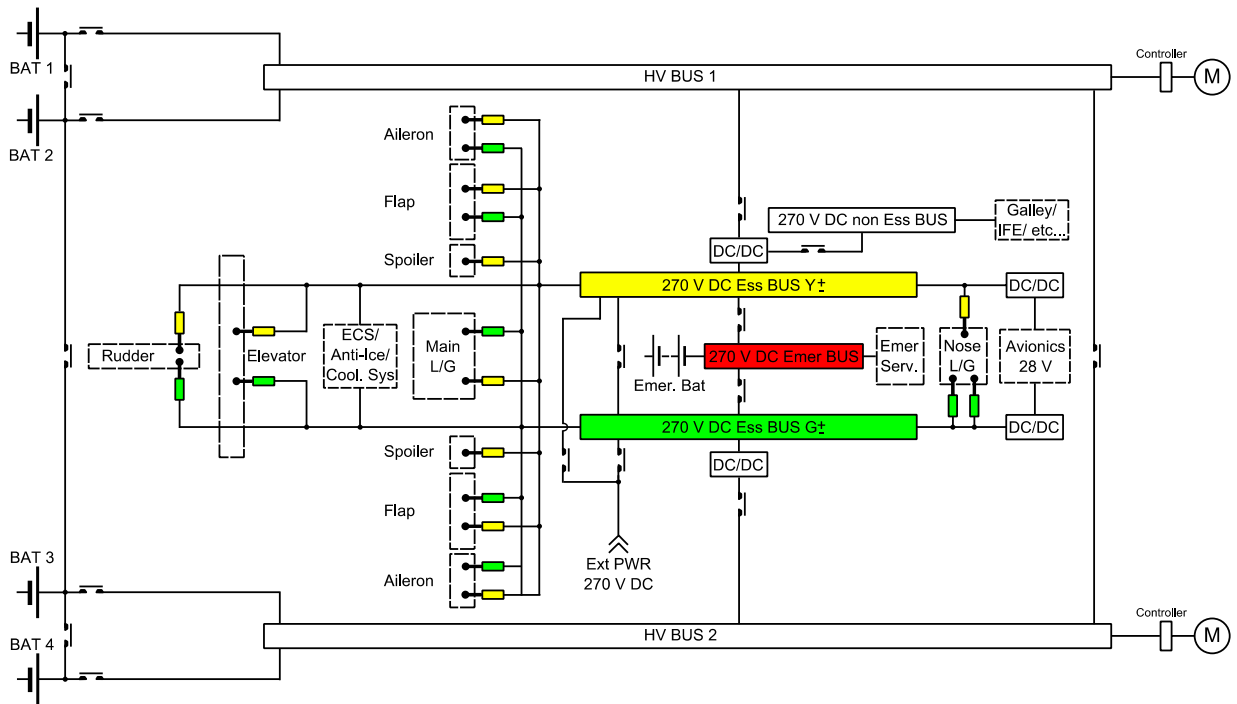 Controller
HV BUS 1
M
BAT 1
BAT 2
Aileron
Flap
Spoiler
270 V DC non Ess BUS
Galley/
IFE/ etc...
DC/DC
270 V DC Ess BUS Y±
DC/DC
Rudder
Elevator
ECS/
Anti-Ice/
Cool. Sys
Main
L/G
270 V DC Emer BUS
Emer. Bat
Emer
Serv.
Nose
L/G
Avionics
28 V
270 V DC Ess BUS G±
DC/DC
DC/DC
Spoiler
Flap
Aileron
Ext PWR
270 V DC
BAT 3
BAT 4
Controller
HV BUS 2
M